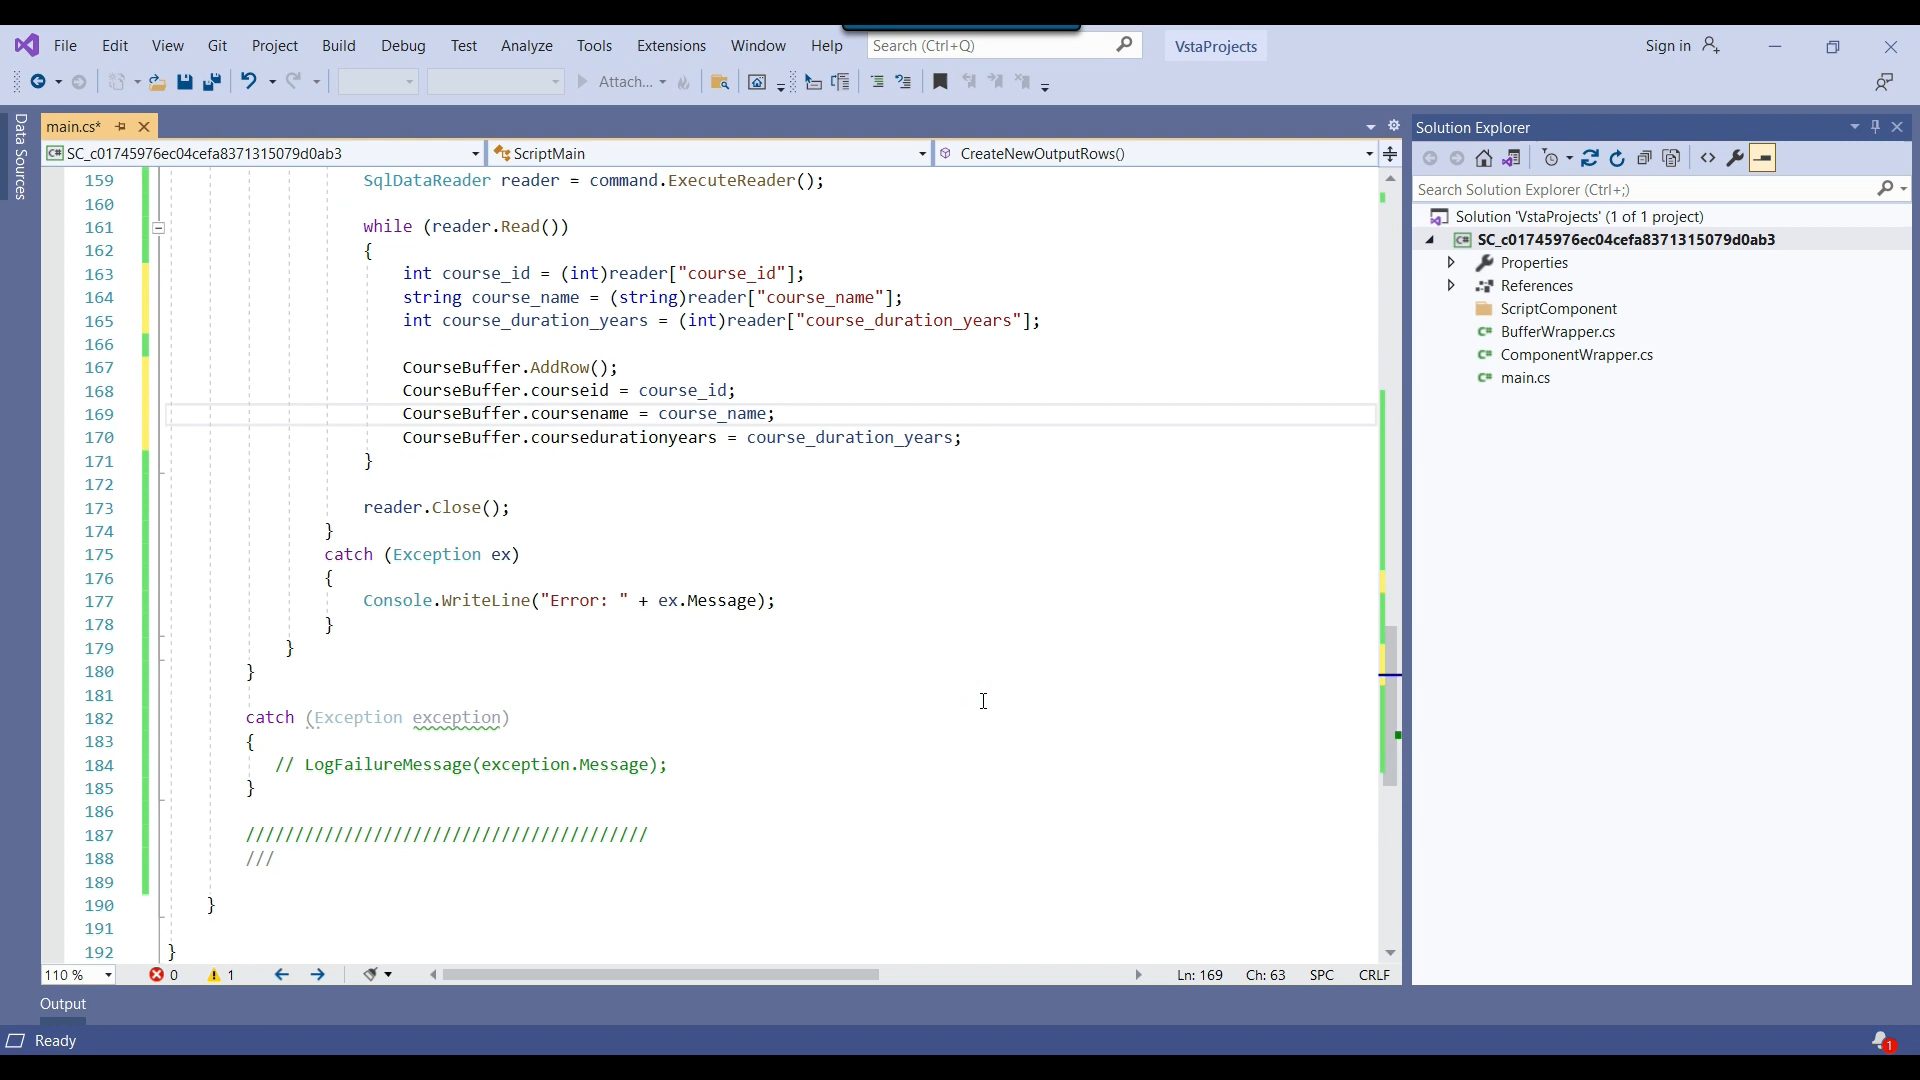 File Edit View Git Project Build Debug Test Analyze Tools Extensions Window Help Search (Ctrl+Q) VstaProjects Sign in
Attach...
Data Sources
main.cs*
SC_c01745976ec04cefa8371315079d0ab3 ScriptMain CreateNewOutputRows()
159 SqlDataReader reader = command.ExecuteReader();
160
161 while (reader.Read())
162 {
163 int course_id = (int)reader["course_id"];
164 string course_name = (string)reader["course_name"];
165 int course_duration_years = (int)reader["course_duration_years"];
166
167 CourseBuffer.AddRow();
168 CourseBuffer.courseid = course_id;
169 CourseBuffer.coursename = course_name;
170 CourseBuffer.coursedurationyears = course_duration_years;
171 }
172
173 reader.Close();
174 }
175 catch (Exception ex)
176 {
177 Console.WriteLine("Error: " + ex.Message);
178 }
179 }
180 }
181
182 catch (Exception exception)
183 {
184 // LogFailureMessage(exception.Message);
185 }
186
187 /////////////////////////////////////////
188 ///
189
190 }
191
192 }
110 % 0 1 Ln: 169 Ch: 63 SPC CRLF
Solution Explorer
Search Solution Explorer (Ctrl+;)
Solution 'VstaProjects' (1 of 1 project)
C# SC_c01745976ec04cefa8371315079d0ab3
Properties
References
ScriptComponent
C# BufferWrapper.cs
C# ComponentWrapper.cs
C# main.cs
Output
Ready
1